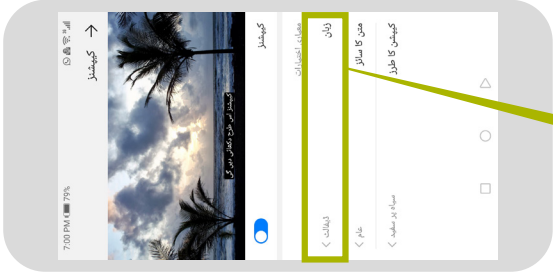 7:00 PM 79%
کیپشنز
کیپشنز اس طرح دکھائی دیں گی
کیپشنز
معیاری اختیارات
زبان ڈیفالٹ
متن کا سائز عام
کیپشن کا طرز سیاہ پر سفید